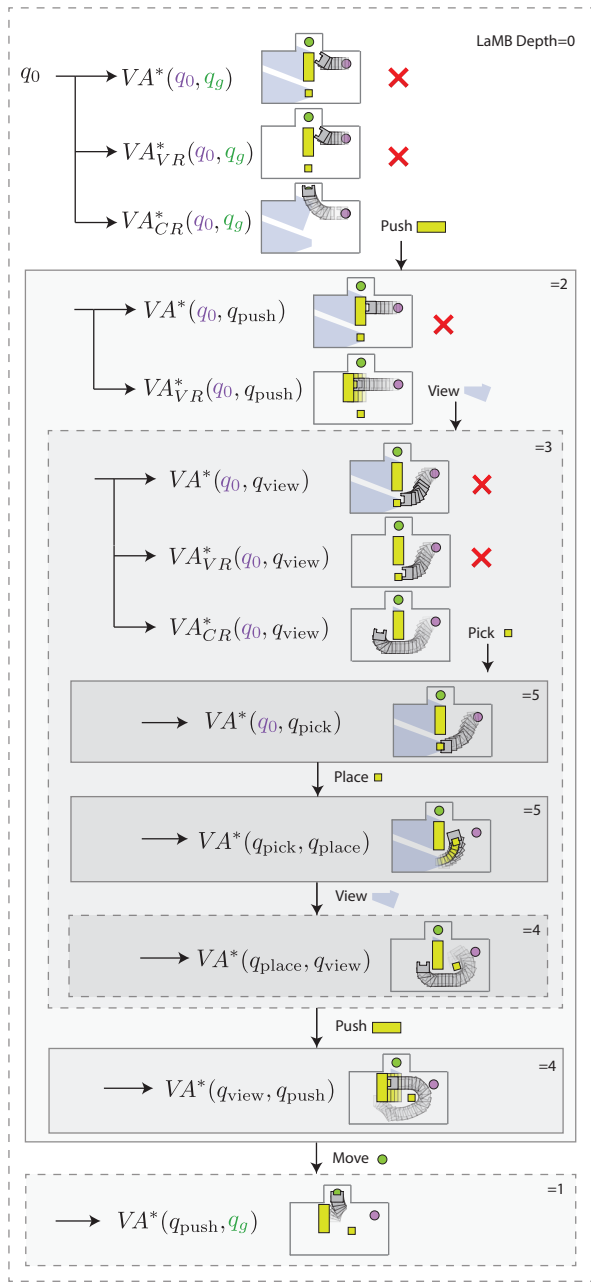 LaMB Depth=0
q0 VA*(q0, qg)
VA*VR(q0, qg)
VA*CR(q0, qg)
Push
=2
VA*(q0, qpush)
VA*VR(q0, qpush)
View
=3
VA*(q0, qview)
VA*VR(q0, qview)
VA*CR(q0, qview)
Pick
=5
VA*(q0, qpick)
Place
=5
VA*(qpick, qplace)
View
=4
VA*(qplace, qview)
Push
=4
VA*(qview, qpush)
Move
=1
VA*(qpush, qg)